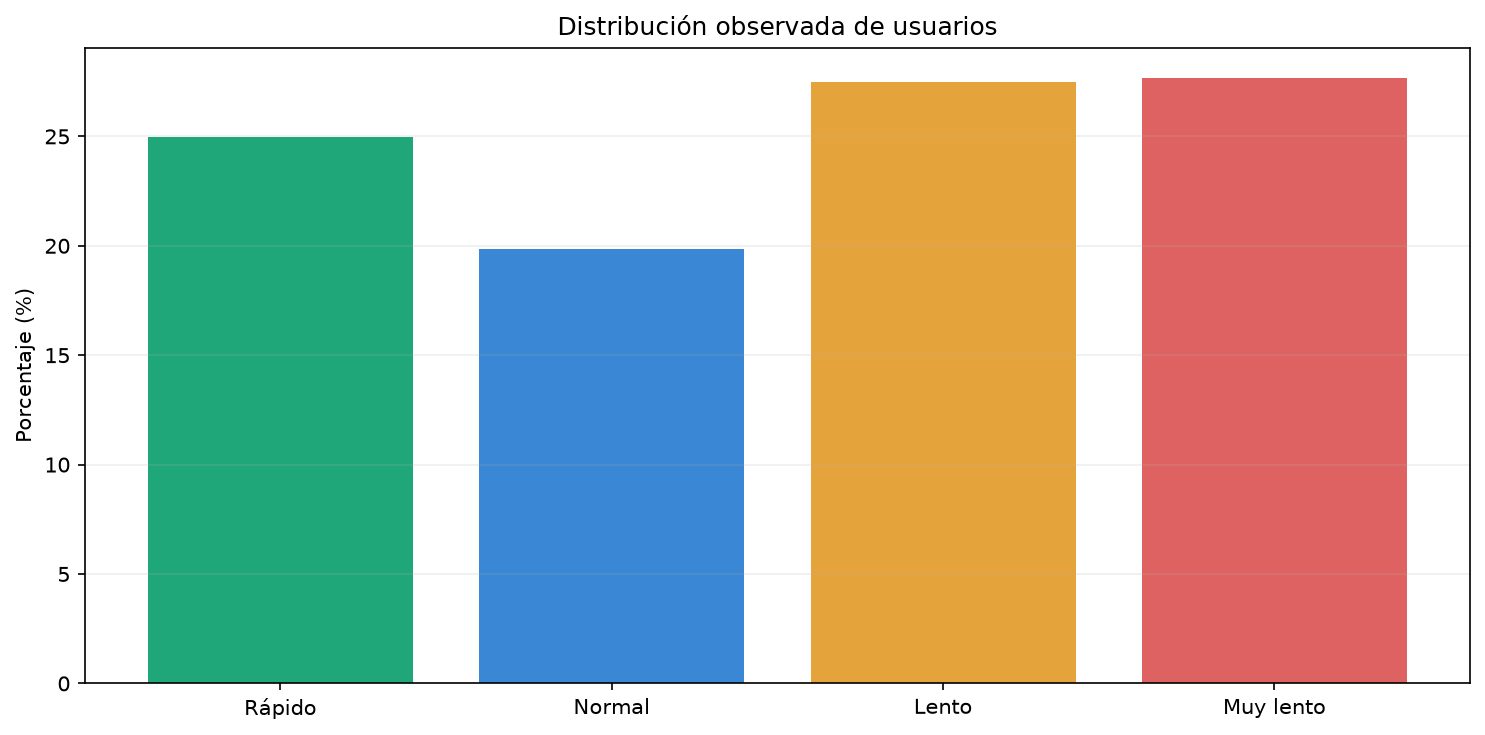 Distribución observada de usuarios
Porcentaje (%)
25
20
15
10
5
0
Rápido
Normal
Lento
Muy lento